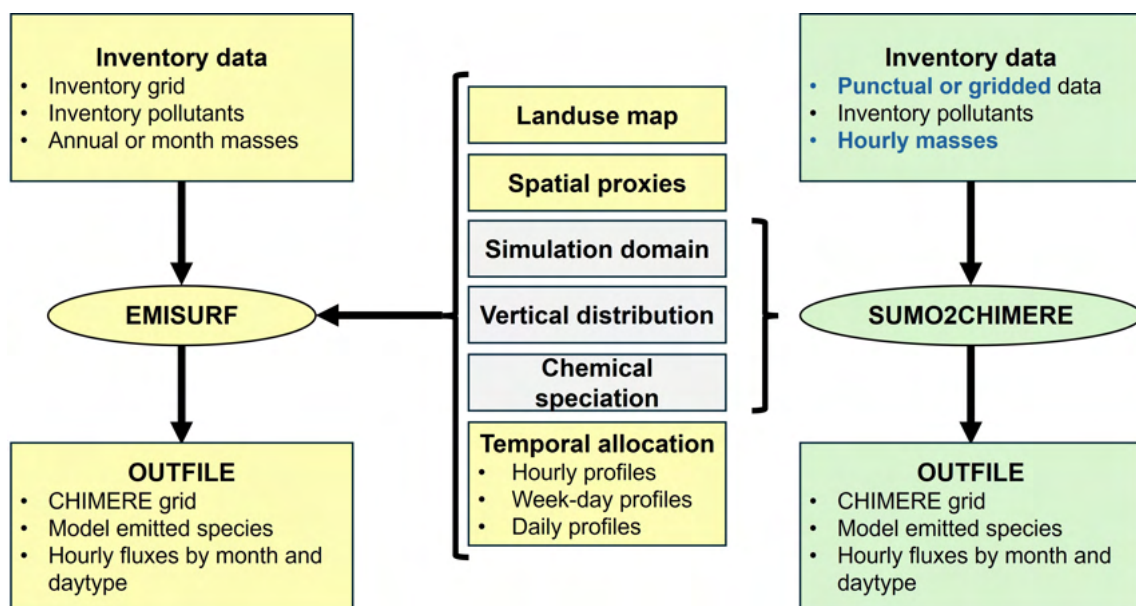 Inventory data
• Inventory grid
• Inventory pollutants
• Annual or month masses
EMISURF
OUTFILE
• CHIMERE grid
• Model emitted species
• Hourly fluxes by month and
daytype
Landuse map
Spatial proxies
Simulation domain
Vertical distribution
Chemical
speciation
Temporal allocation
• Hourly profiles
• Week-day profiles
• Daily profiles
Inventory data
• Punctual or gridded data
• Inventory pollutants
• Hourly masses
SUMO2CHIMERE
OUTFILE
• CHIMERE grid
• Model emitted species
• Hourly fluxes by month and
daytype